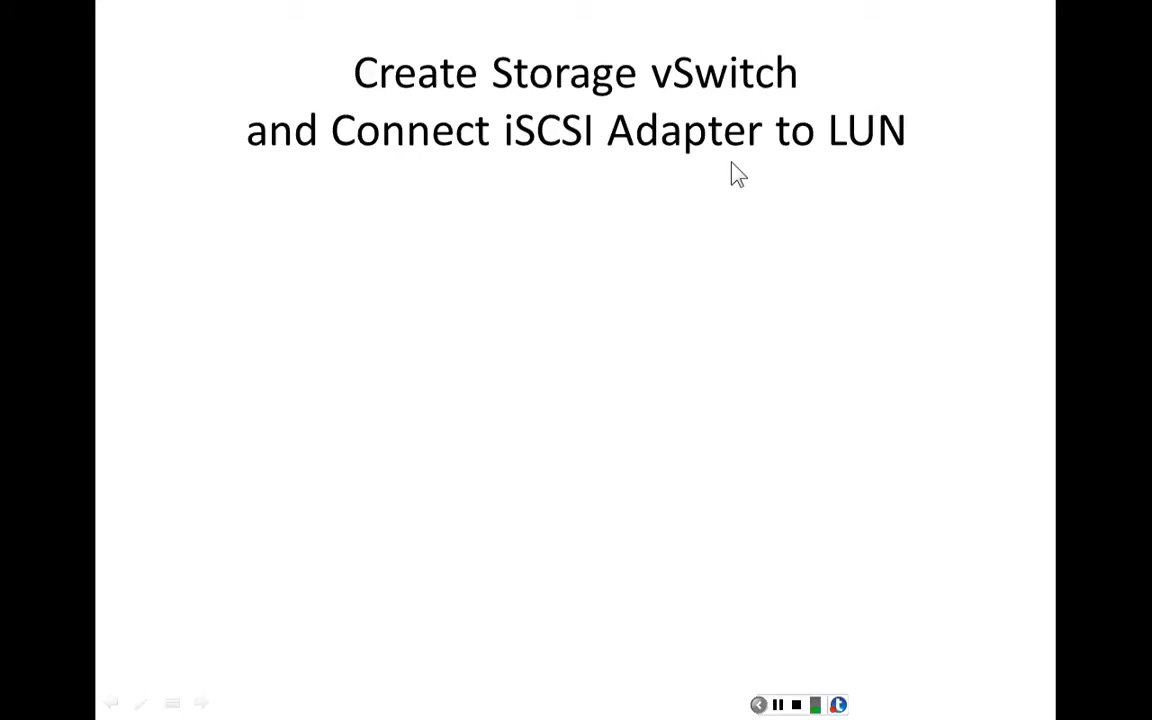 Create Storage vSwitch
and Connect iSCSI Adapter to LUN